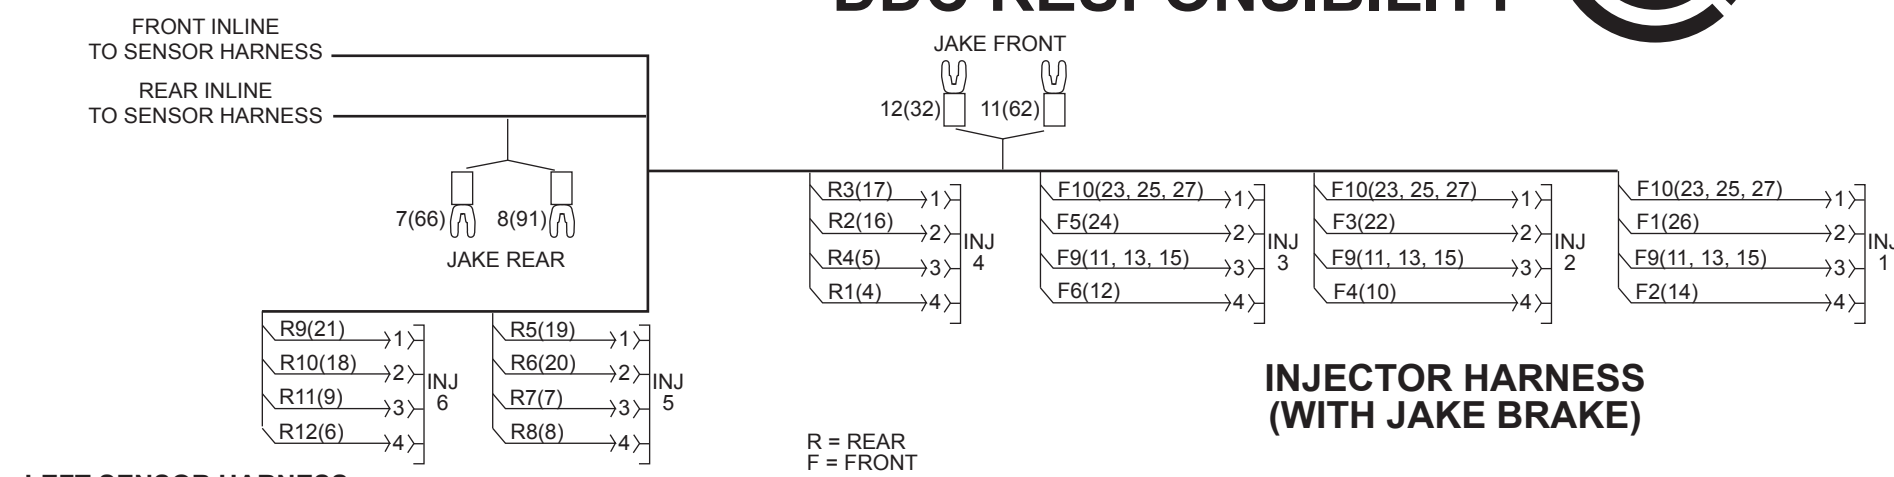 DDC RESPONSIBILITY
FRONT INLINE
TO SENSOR HARNESS
REAR INLINE
TO SENSOR HARNESS
JAKE FRONT
12(32)
11(62)
7(66)
8(91)
JAKE REAR
R3(17)
1
R2(16)
2
R4(5)
3
R1(4)
4
INJ
4
F10(23, 25, 27)
1
F5(24)
2
F9(11, 13, 15)
3
F6(12)
4
INJ
3
F10(23, 25, 27)
1
F3(22)
2
F9(11, 13, 15)
3
F4(10)
4
INJ
2
F10(23, 25, 27)
1
F1(26)
2
F9(11, 13, 15)
3
F2(14)
4
INJ
1
R9(21)
1
R10(18)
2
R11(9)
3
R12(6)
4
INJ
6
R5(19)
1
R6(20)
2
R7(7)
3
R8(8)
4
INJ
5
INJECTOR HARNESS
(WITH JAKE BRAKE)
R = REAR
F = FRONT
LEFT SENSOR HARNESS